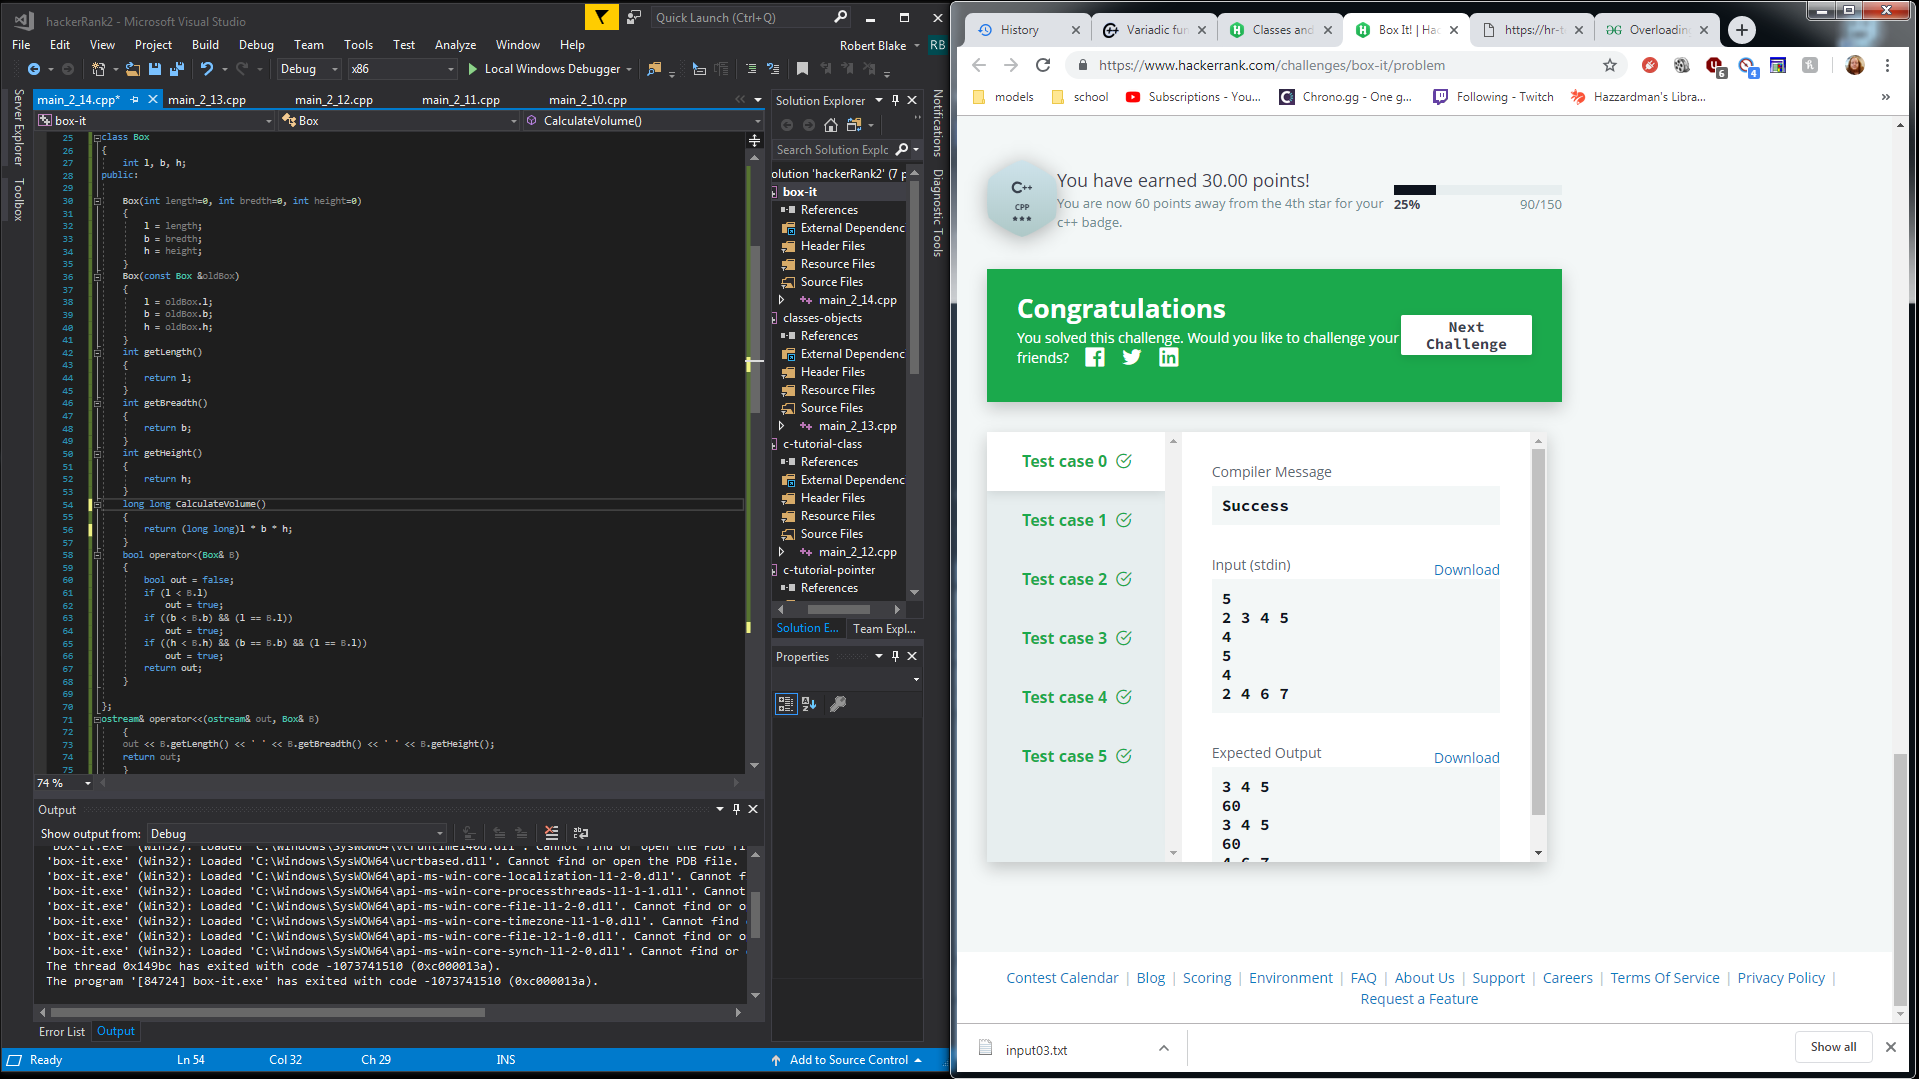 hackerRank2 - Microsoft Visual Studio
Quick Launch (Ctrl+Q)
File Edit View Project Build Debug Team Tools Test Analyze Window Help
Robert Blake RB
Debug x86 Local Windows Debugger
Server Explorer
Toolbox
main_2_14.cpp* main_2_13.cpp main_2_12.cpp main_2_11.cpp main_2_10.cpp
box-it Box CalculateVolume()
25 class Box
26 {
27 int l, b, h;
28 public:
29
30 Box(int length=0, int bredth=0, int height=0)
31 {
32 l = length;
33 b = bredth;
34 h = height;
35 }
36 Box(const Box &oldBox)
37 {
38 l = oldBox.l;
39 b = oldBox.b;
40 h = oldBox.h;
41 }
42 int getLength()
43 {
44 return l;
45 }
46 int getBreadth()
47 {
48 return b;
49 }
50 int getHeight()
51 {
52 return h;
53 }
54 long long CalculateVolume()
55 {
56 return (long long)l * b * h;
57 }
58 bool operator<(Box& B)
59 {
60 bool out = false;
61 if (l < B.l)
62 out = true;
63 if ((b < B.b) && (l == B.l))
64 out = true;
65 if ((h < B.h) && (b == B.b) && (l == B.l))
66 out = true;
67 return out;
68 }
69
70 };
71 ostream& operator<<(ostream& out, Box& B)
72 {
73 out << B.getLength() << ' ' << B.getBreadth() << ' ' << B.getHeight();
74 return out;
75 }
74 %
Output
Show output from: Debug
'box-it.exe' (Win32): Loaded 'C:\Windows\SysWOW64\vcruntime140d.dll'. Cannot find or open the PDB fi
'box-it.exe' (Win32): Loaded 'C:\Windows\SysWOW64\ucrtbased.dll'. Cannot find or open the PDB file.
'box-it.exe' (Win32): Loaded 'C:\Windows\SysWOW64\api-ms-win-core-localization-l1-2-0.dll'. Cannot f
'box-it.exe' (Win32): Loaded 'C:\Windows\SysWOW64\api-ms-win-core-processthreads-l1-1-1.dll'. Cannot
'box-it.exe' (Win32): Loaded 'C:\Windows\SysWOW64\api-ms-win-core-file-l1-2-0.dll'. Cannot find or o
'box-it.exe' (Win32): Loaded 'C:\Windows\SysWOW64\api-ms-win-core-timezone-l1-1-0.dll'. Cannot find
'box-it.exe' (Win32): Loaded 'C:\Windows\SysWOW64\api-ms-win-core-file-l2-1-0.dll'. Cannot find or o
'box-it.exe' (Win32): Loaded 'C:\Windows\SysWOW64\api-ms-win-core-synch-l1-2-0.dll'. Cannot find or
The thread 0x149bc has exited with code -1073741510 (0xc000013a).
The program '[84724] box-it.exe' has exited with code -1073741510 (0xc000013a).
Error List Output
Ready Ln 54 Col 32 Ch 29 INS Add to Source Control
Solution Explorer
Search Solution Explc
olution 'hackerRank2' (7 p
box-it
References
External Dependenc
Header Files
Resource Files
Source Files
main_2_14.cpp
classes-objects
References
External Dependenc
Header Files
Resource Files
Source Files
main_2_13.cpp
c-tutorial-class
References
External Dependenc
Header Files
Resource Files
Source Files
main_2_12.cpp
c-tutorial-pointer
References
Solution E... Team Expl...
Properties
Notifications
Diagnostic Tools
History Variadic fun Classes and Box It! | Hac https://hr-t Overloading
https://www.hackerrank.com/challenges/box-it/problem
6 4
models school Subscriptions - You... Chrono.gg - One g... Following - Twitch Hazzardman's Libra... »
C++
CPP
★★★
You have earned 30.00 points!
You are now 60 points away from the 4th star for your
c++ badge.
25% 90/150
Congratulations
You solved this challenge. Would you like to challenge your
friends?
Next
Challenge
Test case 0
Test case 1
Test case 2
Test case 3
Test case 4
Test case 5
Compiler Message
Success
Input (stdin) Download
5
2 3 4 5
4
5
4
2 4 6 7
Expected Output Download
3 4 5
60
3 4 5
60
4 6 7
Contest Calendar | Blog | Scoring | Environment | FAQ | About Us | Support | Careers | Terms Of Service | Privacy Policy |
Request a Feature
input03.txt
Show all